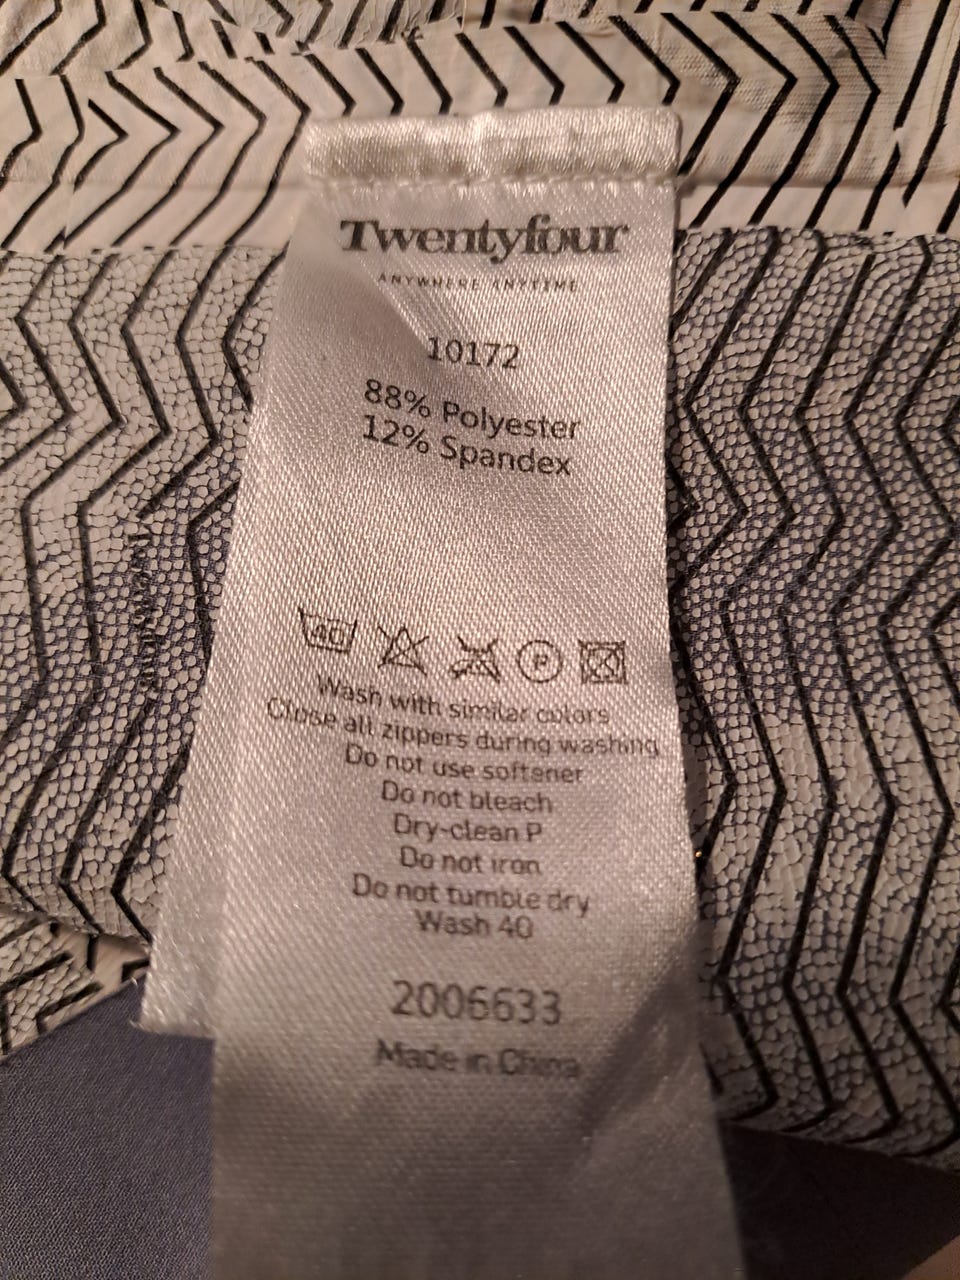 Twentyfour
ANYWHERE ANYTIME
10172
88% Polyester
12% Spandex
40
P
Wash with similar colors
Close all zippers during washing
Do not use softener
Do not bleach
Dry-clean P
Do not iron
Do not tumble dry
Wash 40
2006633
Made in China